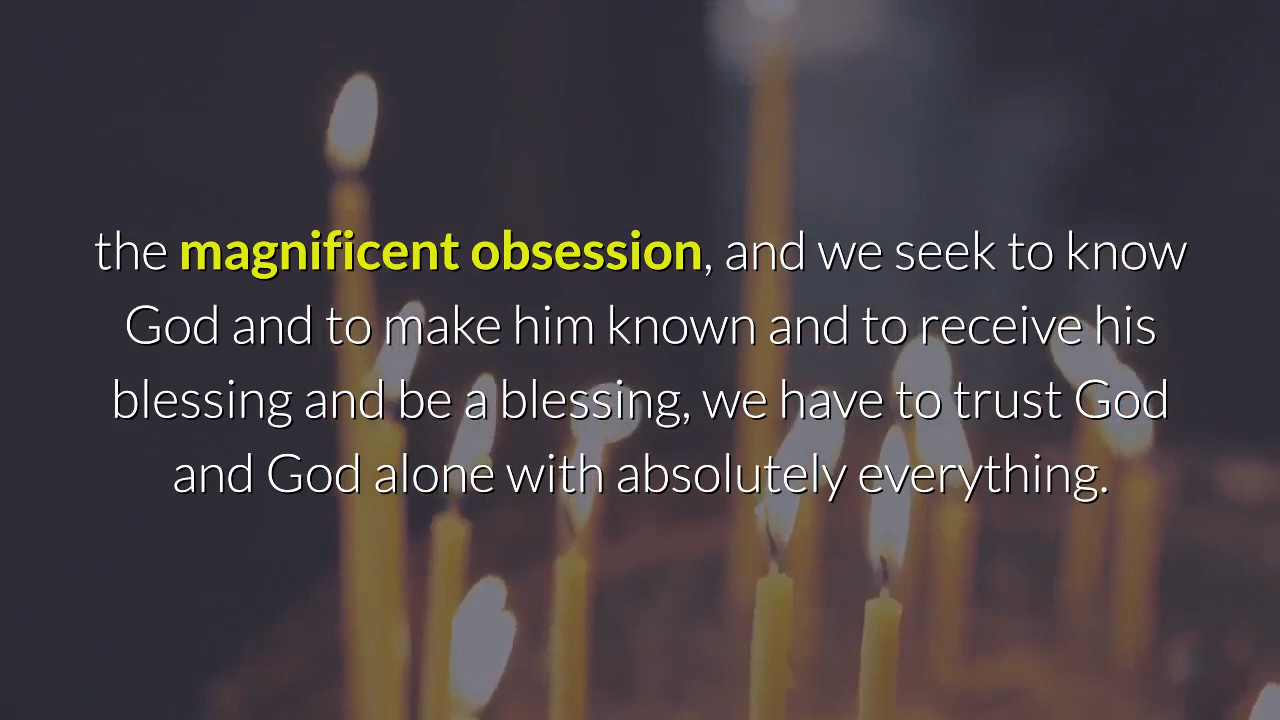 the magnificent obsession, and we seek to know
God and to make him known and to receive his
blessing and be a blessing, we have to trust God
and God alone with absolutely everything.